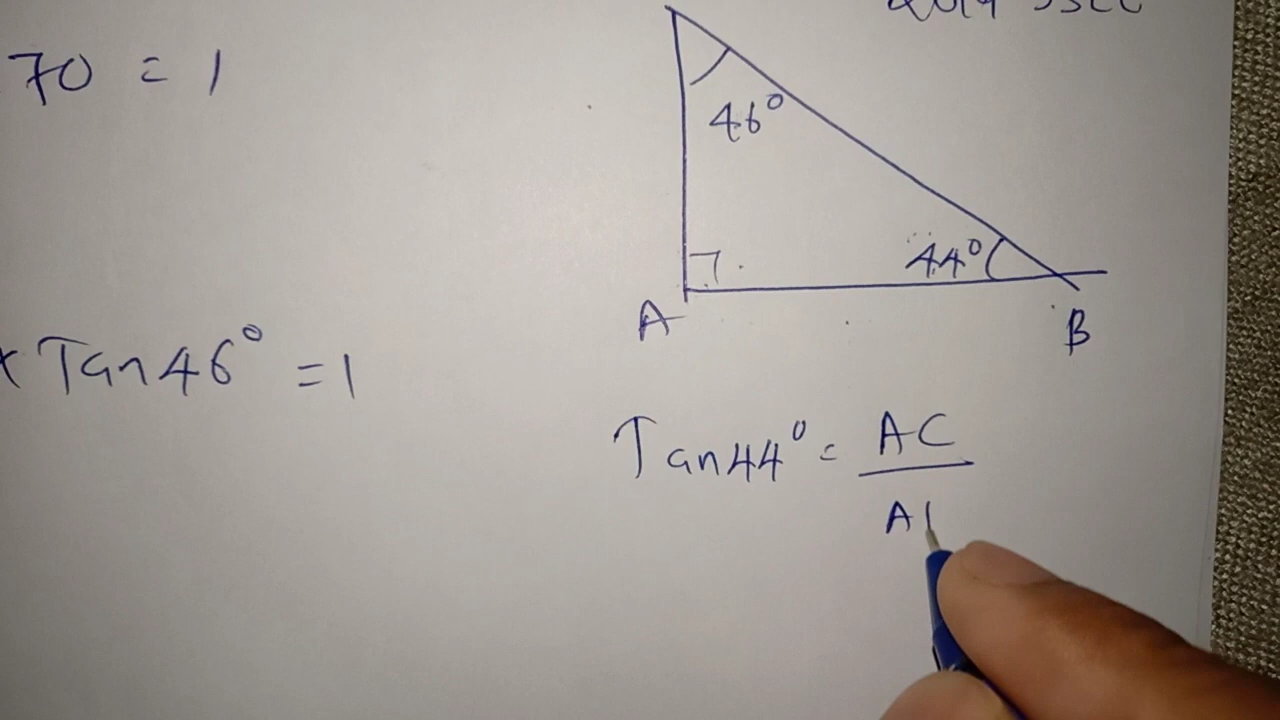 70 = 1
46°
44°
A
B
x Tan46° = 1
Tan44° = AC
A